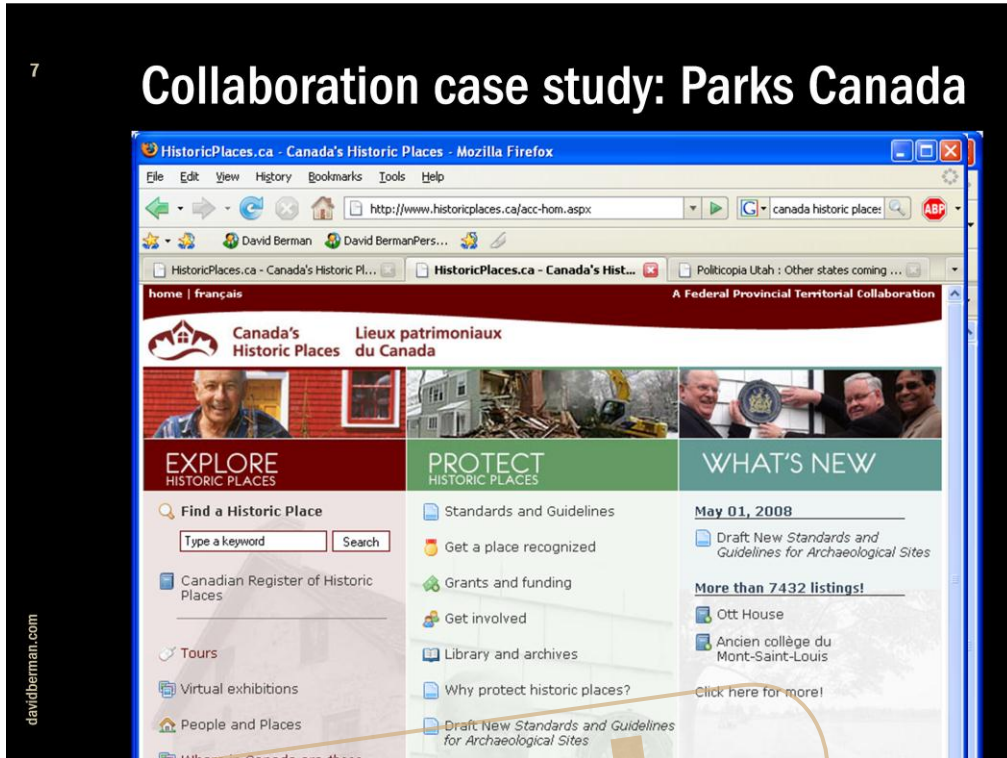 7
Collaboration case study: Parks Canada
HistoricPlaces.ca - Canada's Historic Places - Mozilla Firefox
File Edit View History Bookmarks Tools Help
http://www.historicplaces.ca/acc-hom.aspx
G
canada historic place
ABP
David Berman
David BermanPers...
HistoricPlaces.ca - Canada's Historic Pl...
HistoricPlaces.ca - Canada's Hist...
Politicopia Utah : Other states coming ...
home | français
A Federal Provincial Territorial Collaboration
Canada's
Historic Places
Lieux patrimoniaux
du Canada
EXPLORE
HISTORIC PLACES
Find a Historic Place
Type a keyword
Search
Canadian Register of Historic
Places
Tours
Virtual exhibitions
People and Places
Where in Canada are these
PROTECT
HISTORIC PLACES
Standards and Guidelines
Get a place recognized
Grants and funding
Get involved
Library and archives
Why protect historic places?
Draft New Standards and Guidelines
for Archaeological Sites
WHAT'S NEW
May 01, 2008
Draft New Standards and
Guidelines for Archaeological Sites
More than 7432 listings!
Ott House
Ancien collège du
Mont-Saint-Louis
Click here for more!
davidberman.com